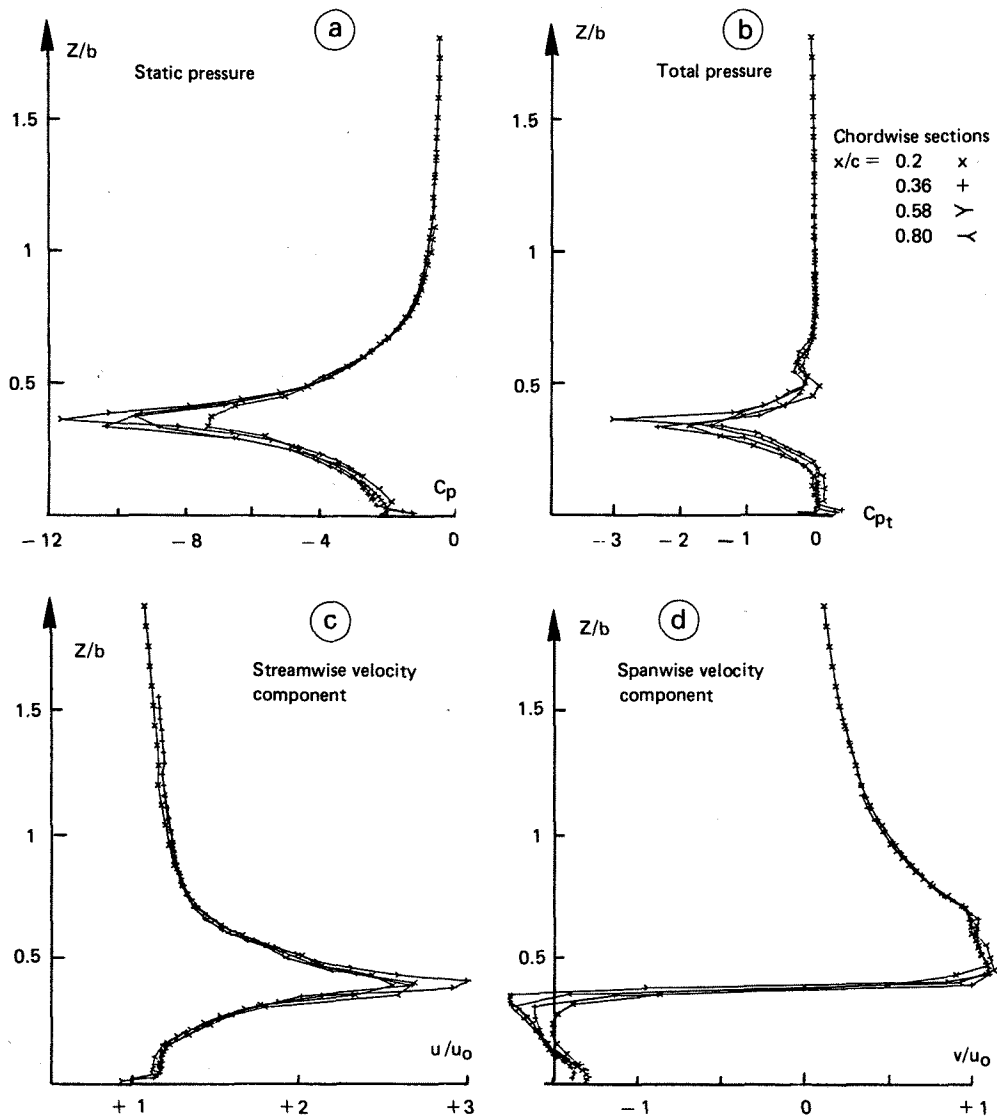 a
Z/b
Static pressure
1.5
1
0.5
Cp
−12
−8
−4
0
b
Z/b
Total pressure
1.5
1
0.5
Cpt
−3
−2
−1
0
Chordwise sections
x/c = 0.2 x
0.36 +
0.58
0.80
c
Z/b
Streamwise velocity
component
1.5
1
0.5
u/uo
+1
+2
+3
d
Z/b
Spanwise velocity
component
1.5
1
0.5
v/uo
−1
0
+1